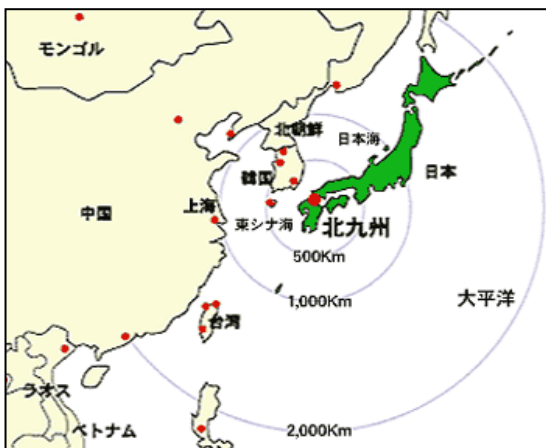 モンゴル
北朝鮮
日本海
韓国
日本
中国
上海
東シナ海
北九州
500Km
1,000Km
大平洋
台湾
ラオス
ベトナム
2,000Km